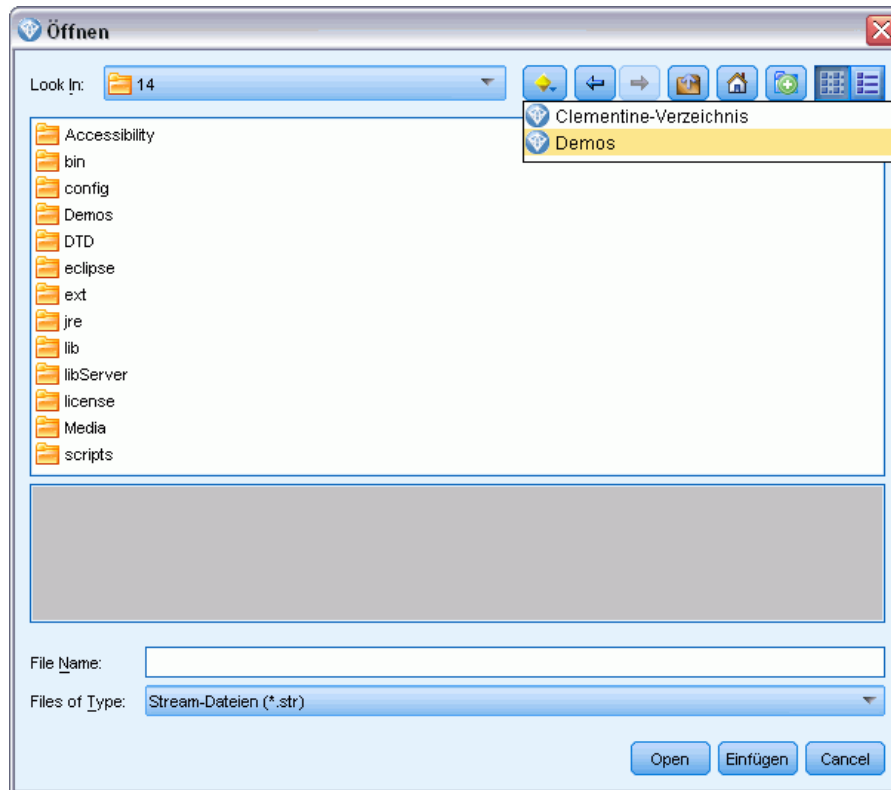 Öffnen
Look In: 14
Clementine-Verzeichnis
Demos
Accessibility
bin
config
Demos
DTD
eclipse
ext
jre
lib
libServer
license
Media
scripts
File Name:
Files of Type: Stream-Dateien (*.str)
Open Einfügen Cancel